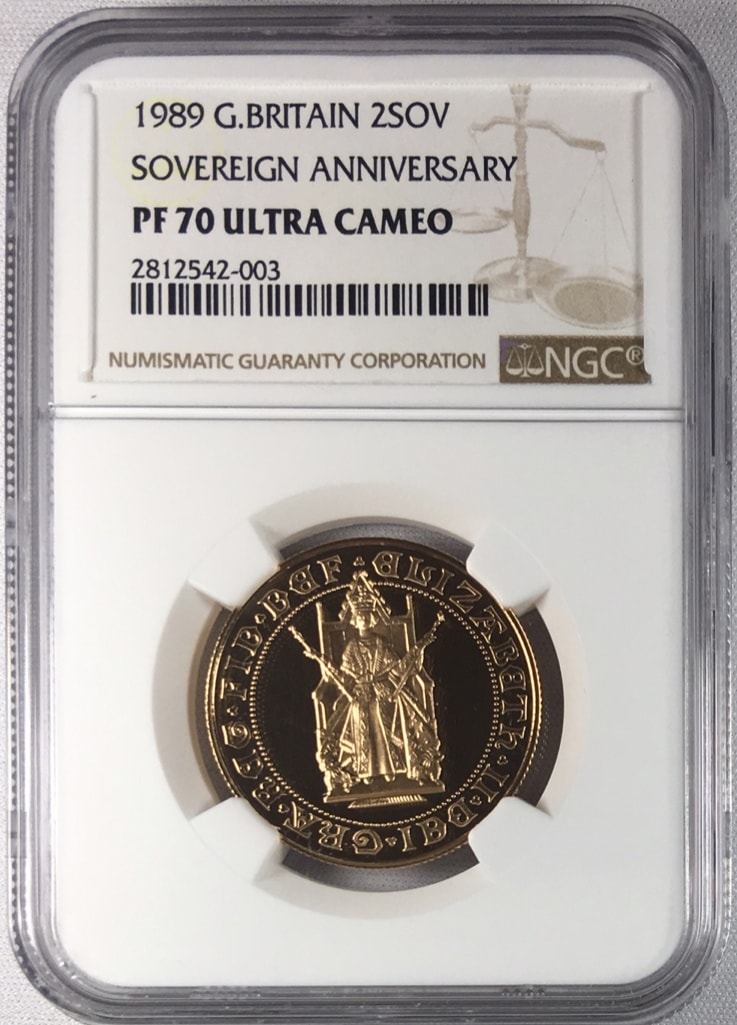 1989 G.BRITAIN 2SOV
SOVEREIGN ANNIVERSARY
PF 70 ULTRA CAMEO
2812542-003
NUMISMATIC GUARANTY CORPORATION
NGC®
ELIZABETH·II·DEI·GRA·REG·FID·DEF